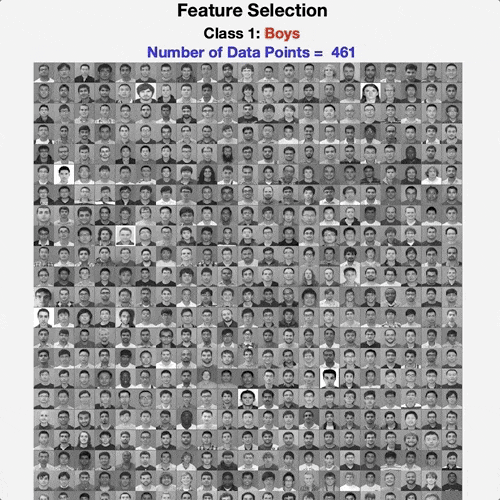 Feature Selection
Class 1: Boys
Number of Data Points = 461